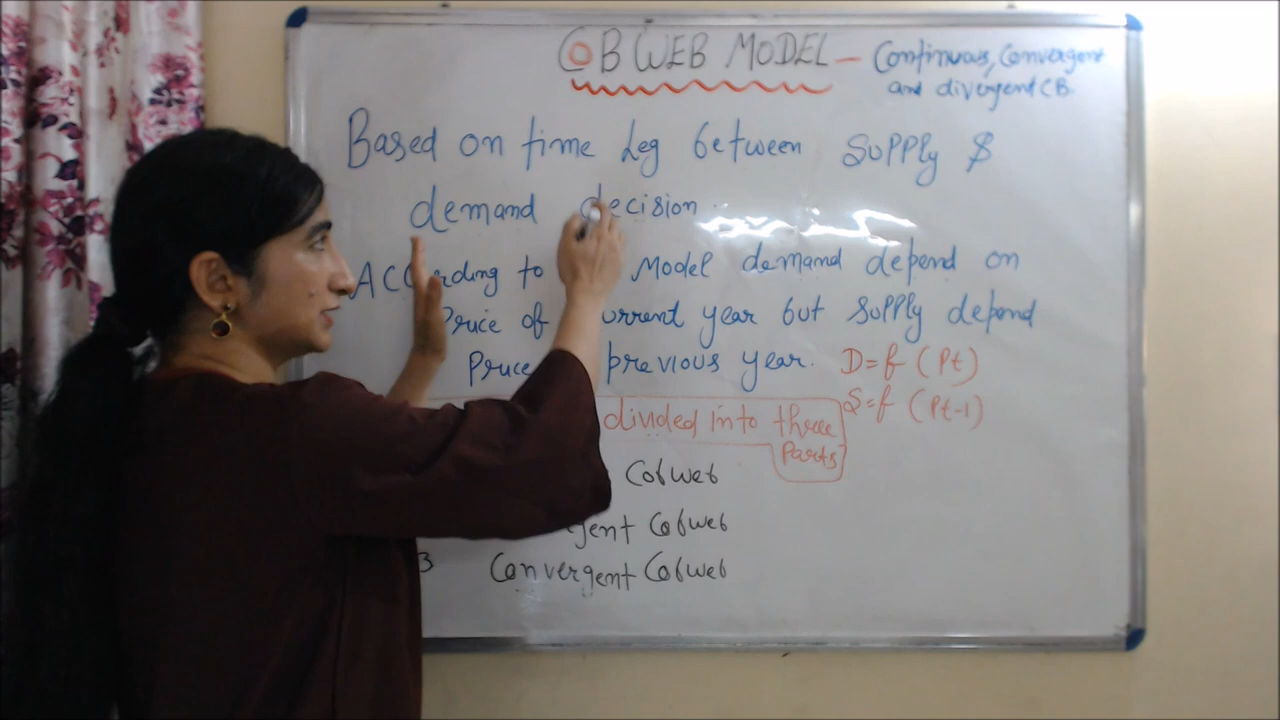 COBWEB MODEL — Continuous, Convergent
and divergent CB.
Based on time Leg between Supply $
demand decision
According to Model demand depend on
Price of urrent year but Supply depend
Price previous year. D=f (Pt)
S=f (Pt-1)
divided into three
Parts
Cobweb
gent Cobweb
3 Convergent Cobweb